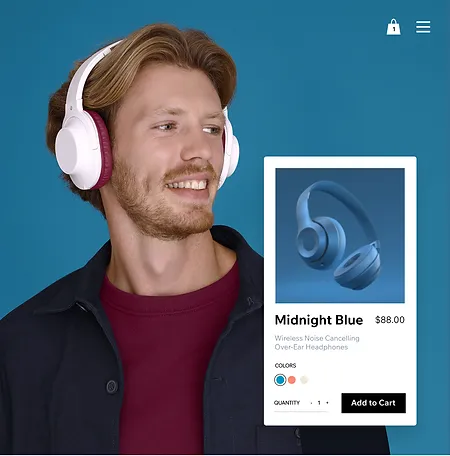 1
Midnight Blue $88.00
Wireless Noise Cancelling
Over-Ear Headphones
COLORS
QUANTITY - 1 + Add to Cart